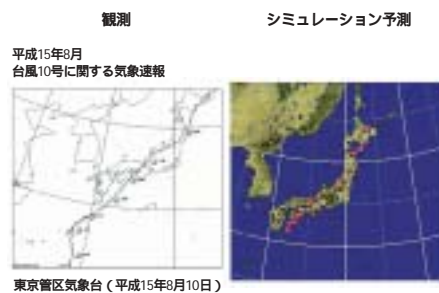 観測
シミュレーション予測
平成15年8月
台風10号に関する気象速報
東京管区気象台（平成15年8月10日）